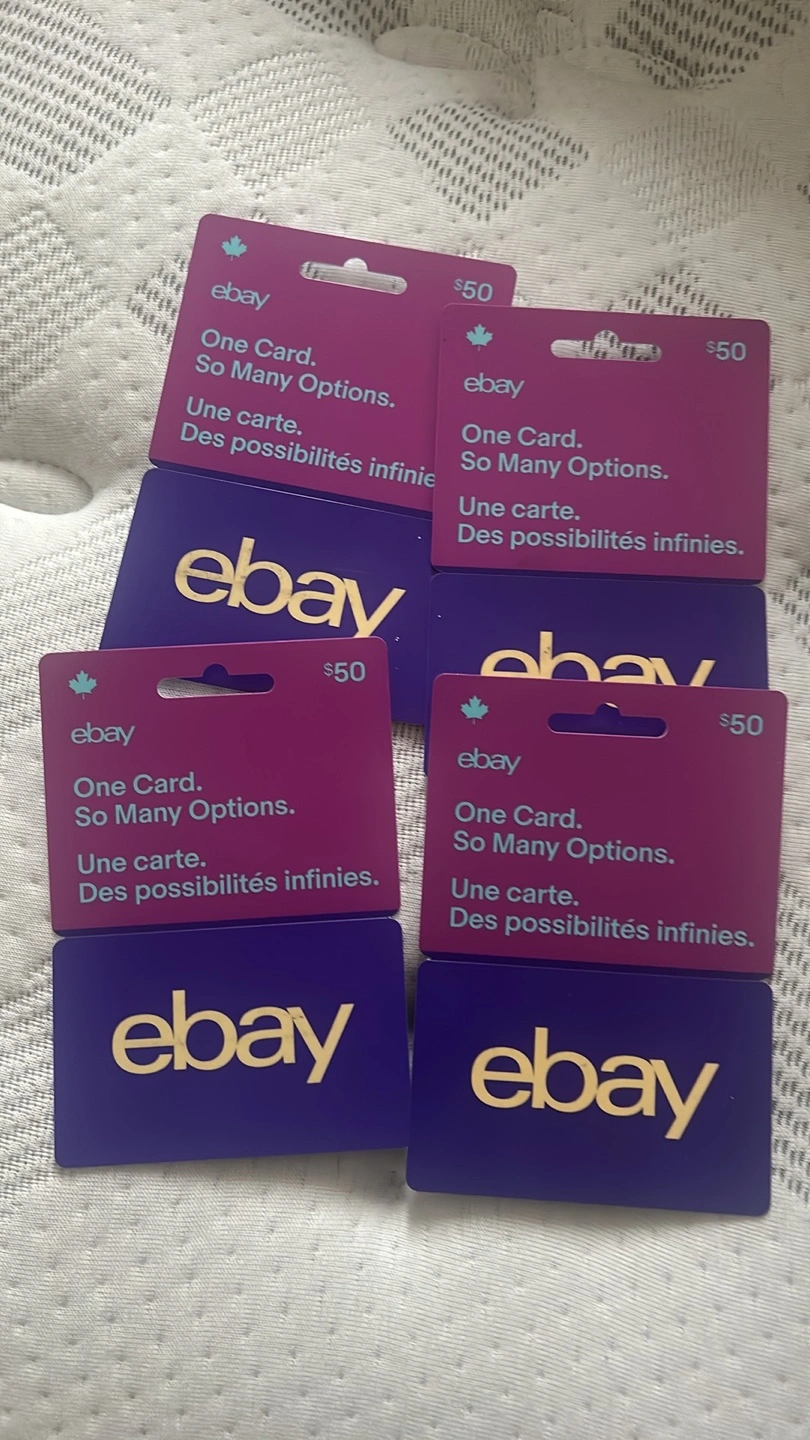 $50
ebay
One Card.
So Many Options.
Une carte.
Des possibilités infinie
ebay
$50
ebay
One Card.
So Many Options.
Une carte.
Des possibilités infinies.
ebay
$50
ebay
One Card.
So Many Options.
Une carte.
Des possibilités infinies.
ebay
$50
ebay
One Card.
So Many Options.
Une carte.
Des possibilités infinies.
ebay